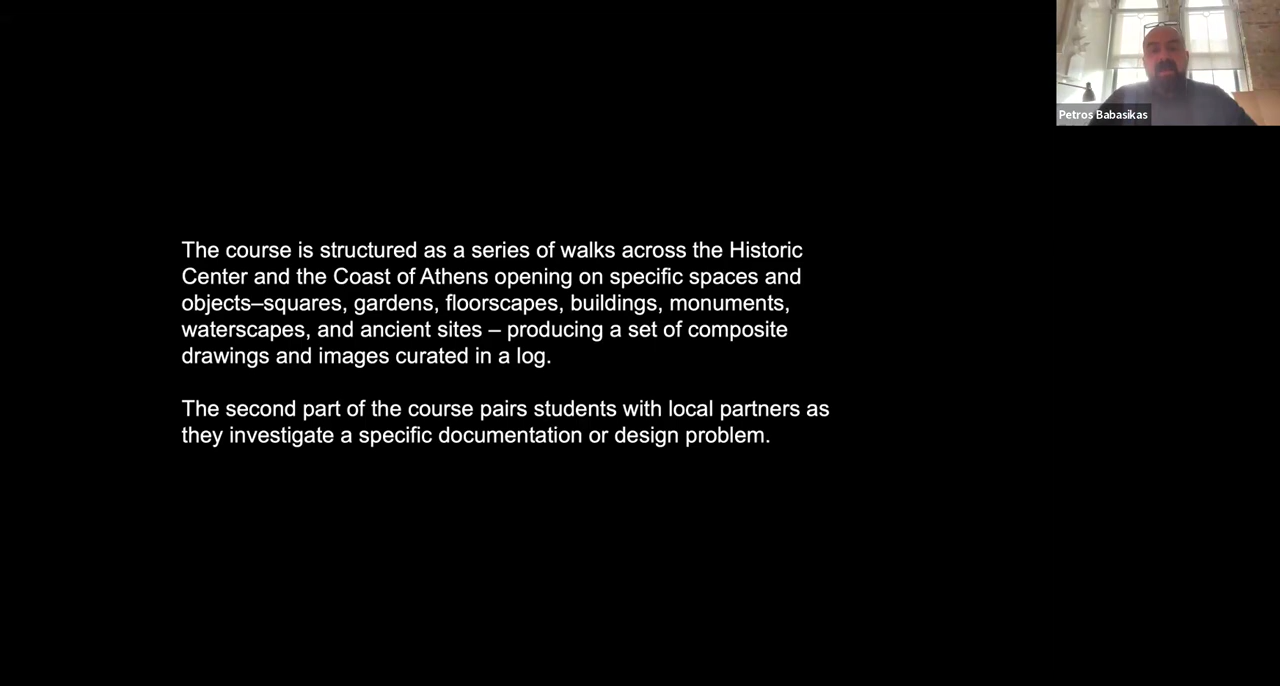 Petros Babasikas
The course is structured as a series of walks across the Historic
Center and the Coast of Athens opening on specific spaces and
objects–squares, gardens, floorscapes, buildings, monuments,
waterscapes, and ancient sites – producing a set of composite
drawings and images curated in a log.
The second part of the course pairs students with local partners as
they investigate a specific documentation or design problem.